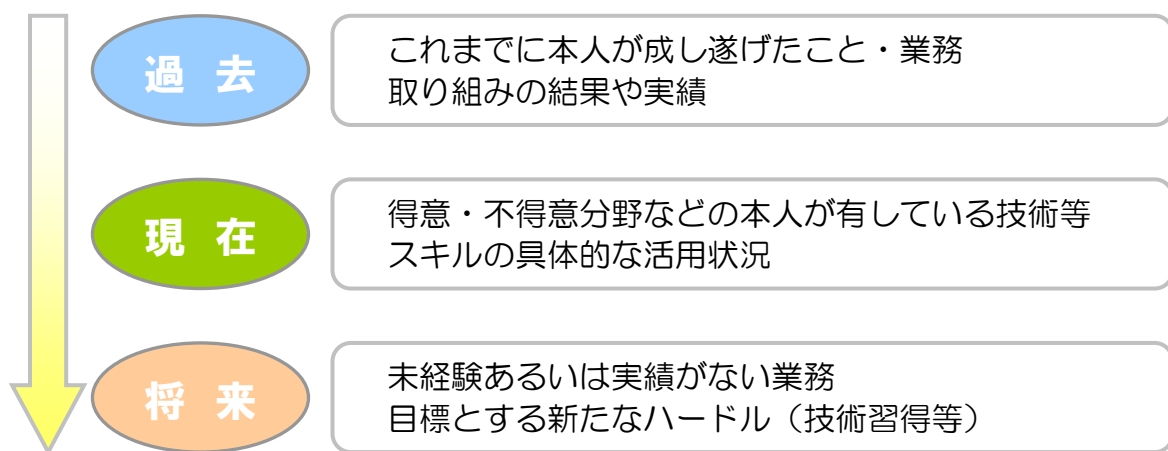 過 去
これまでに本人が成し遂げたこと・業務
取り組みの結果や実績
現 在
得意・不得意分野などの本人が有している技術等
スキルの具体的な活用状況
将 来
未経験あるいは実績がない業務
目標とする新たなハードル（技術習得等）